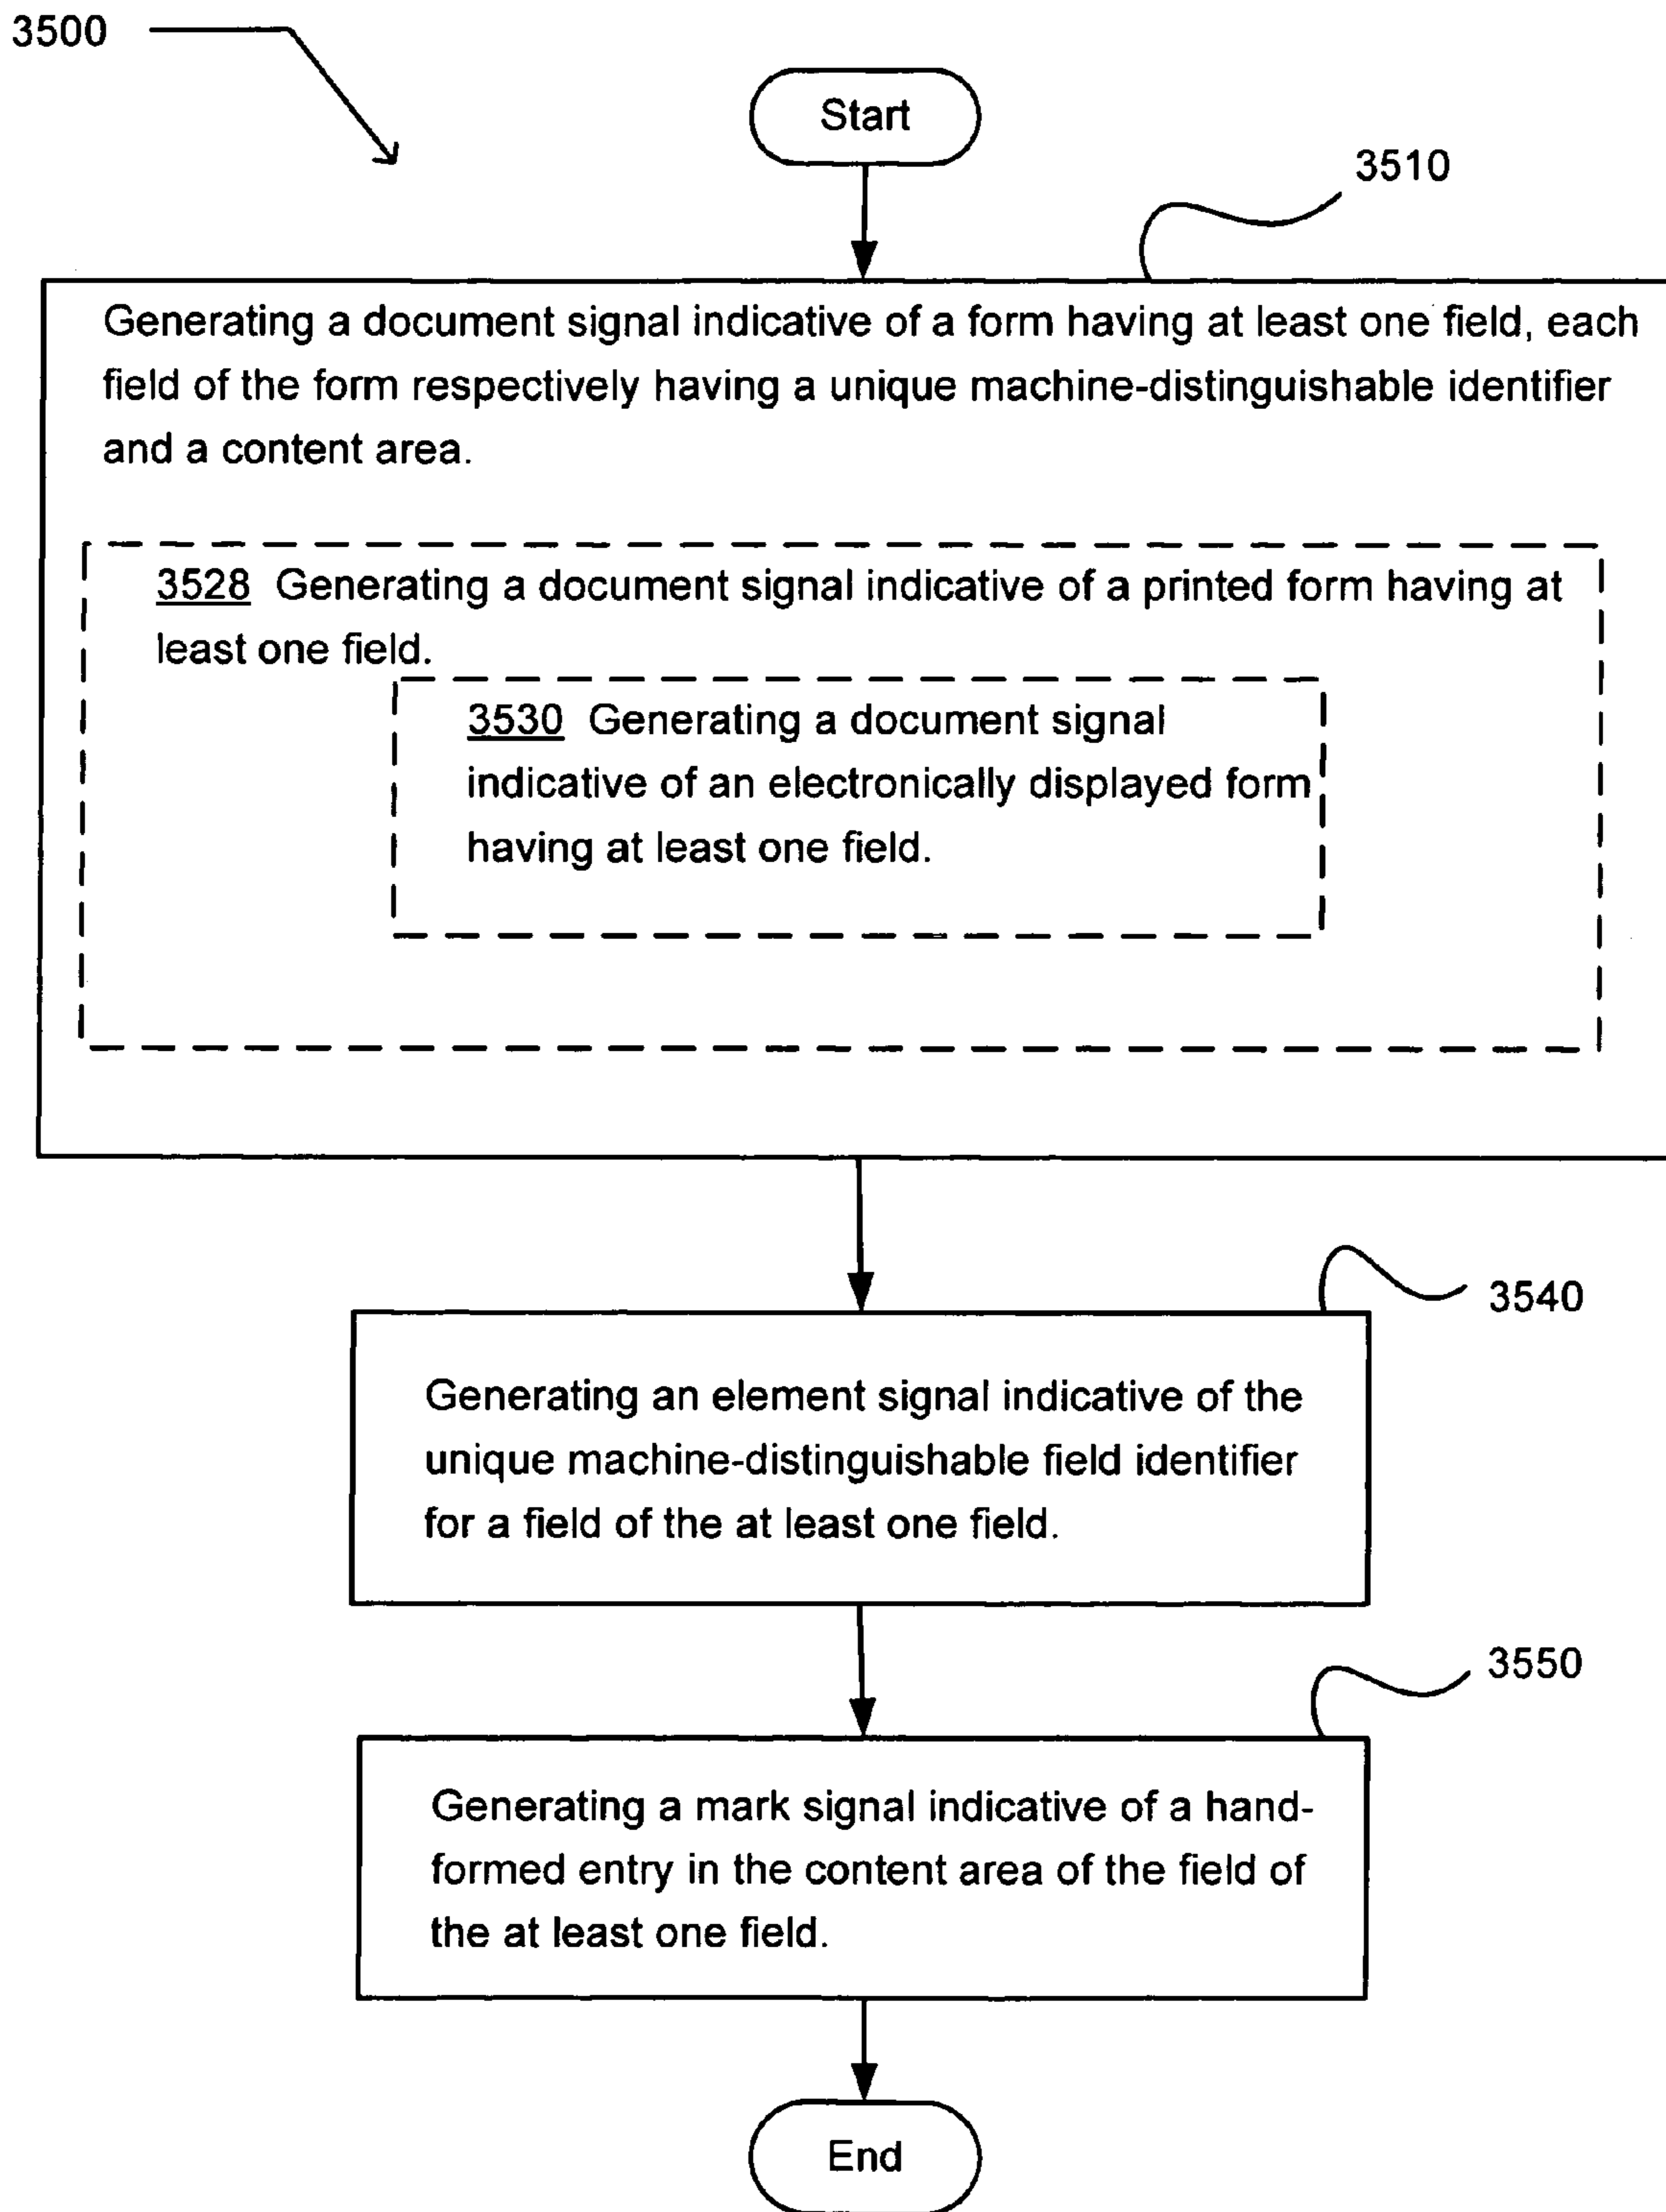 3500
Start
3510
Generating a document signal indicative of a form having at least one field, each
field of the form respectively having a unique machine-distinguishable identifier
and a content area.
3528 Generating a document signal indicative of a printed form having at
least one field.
3530 Generating a document signal
indicative of an electronically displayed form
having at least one field.
3540
Generating an element signal indicative of the
unique machine-distinguishable field identifier
for a field of the at least one field.
3550
Generating a mark signal indicative of a hand-
formed entry in the content area of the field of
the at least one field.
End